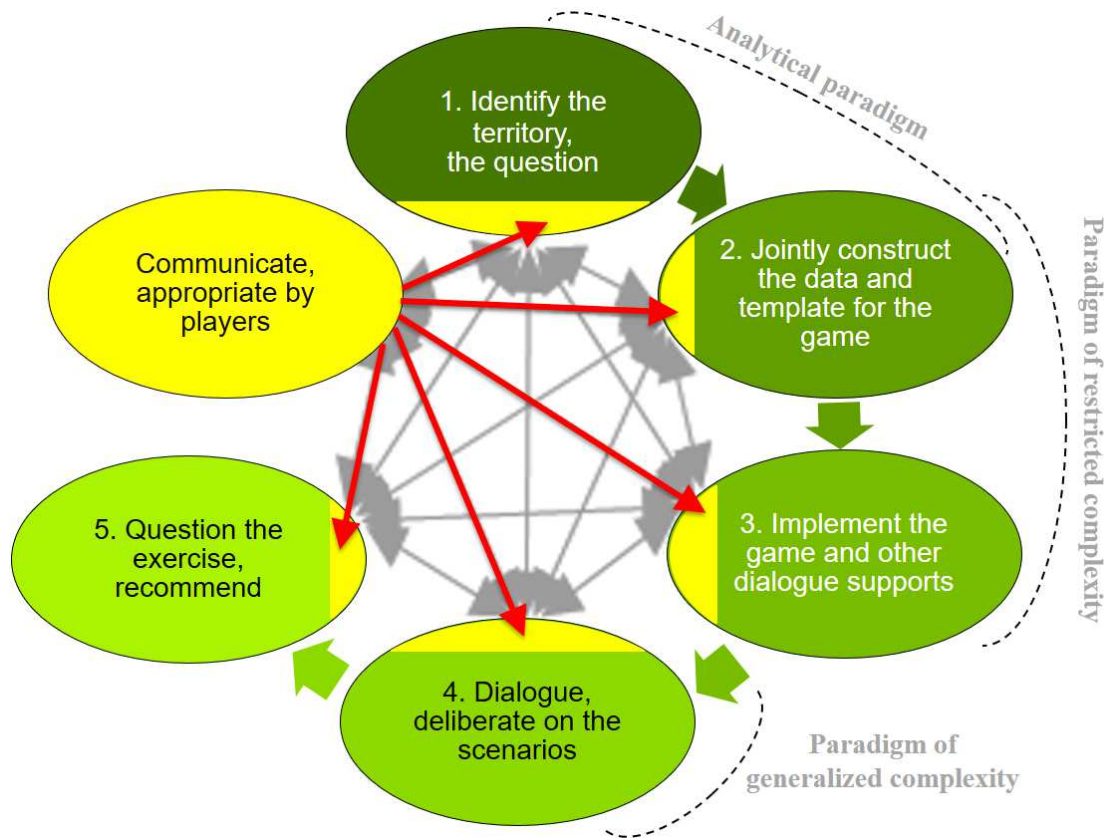 Analytical paradigm
1. Identify the
territory,
the question
Communicate,
appropriate by
players
2. Jointly construct
the data and
template for the
game
Paradigm of restricted complexity
5. Question the
exercise,
recommend
3. Implement the
game and other
dialogue supports
4. Dialogue,
deliberate on the
scenarios
Paradigm of
generalized complexity